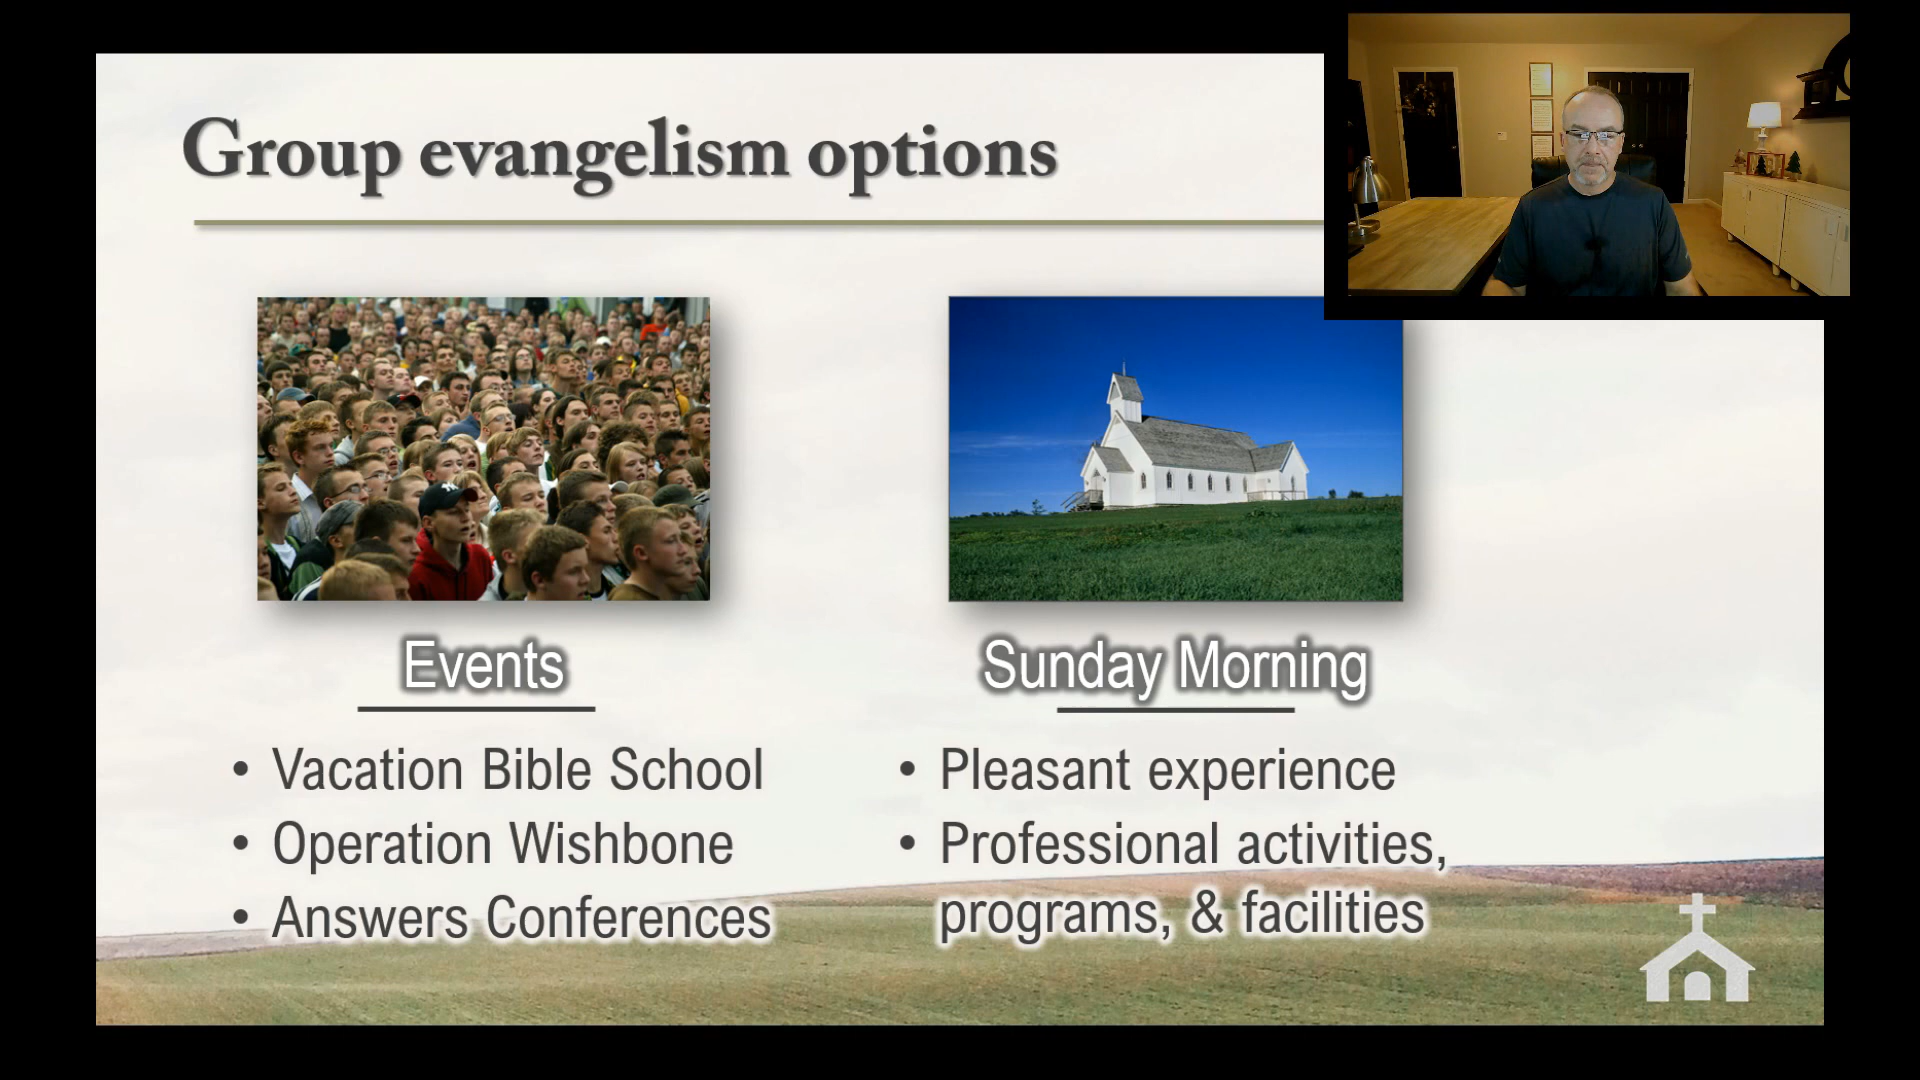 Group evangelism options
Events
• Vacation Bible School
• Operation Wishbone
• Answers Conferences
Sunday Morning
• Pleasant experience
• Professional activities,
programs, & facilities